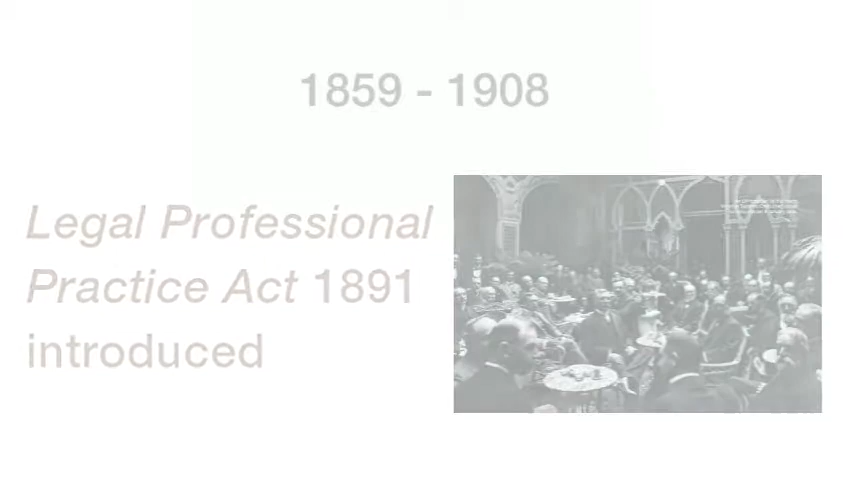 1859 - 1908
Legal Professional
Practice Act 1891
introduced